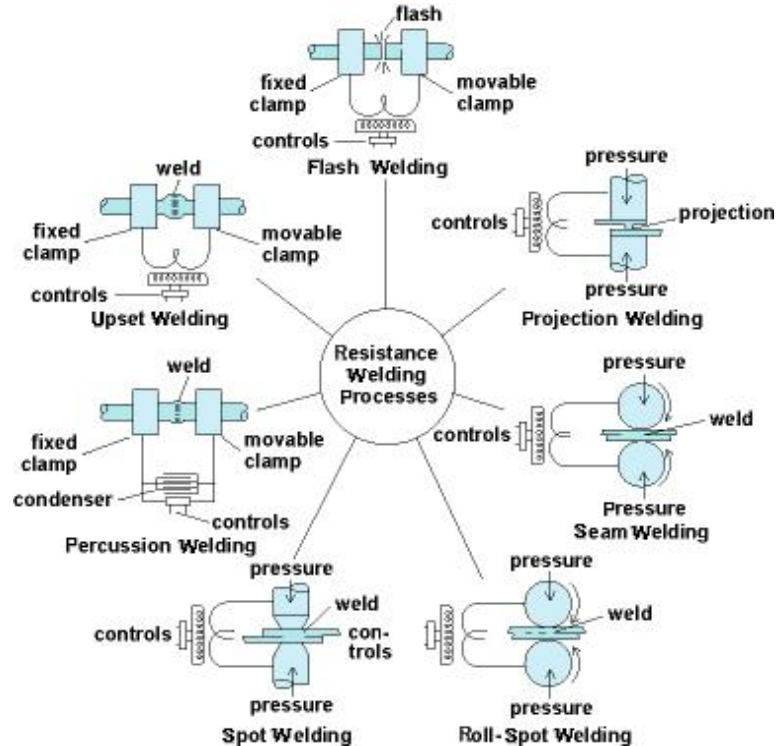 flash
fixed
clamp
movable
clamp
controls
Flash Welding
weld
fixed
clamp
movable
clamp
controls
Upset Welding
pressure
controls
projection
pressure
Projection Welding
Resistance
Welding
Processes
pressure
weld
controls
Pressure
Seam Welding
weld
fixed
clamp
movable
clamp
condenser
controls
Percussion Welding
pressure
weld
controls
con-
trols
pressure
Spot Welding
pressure
weld
controls
pressure
Roll-Spot Welding